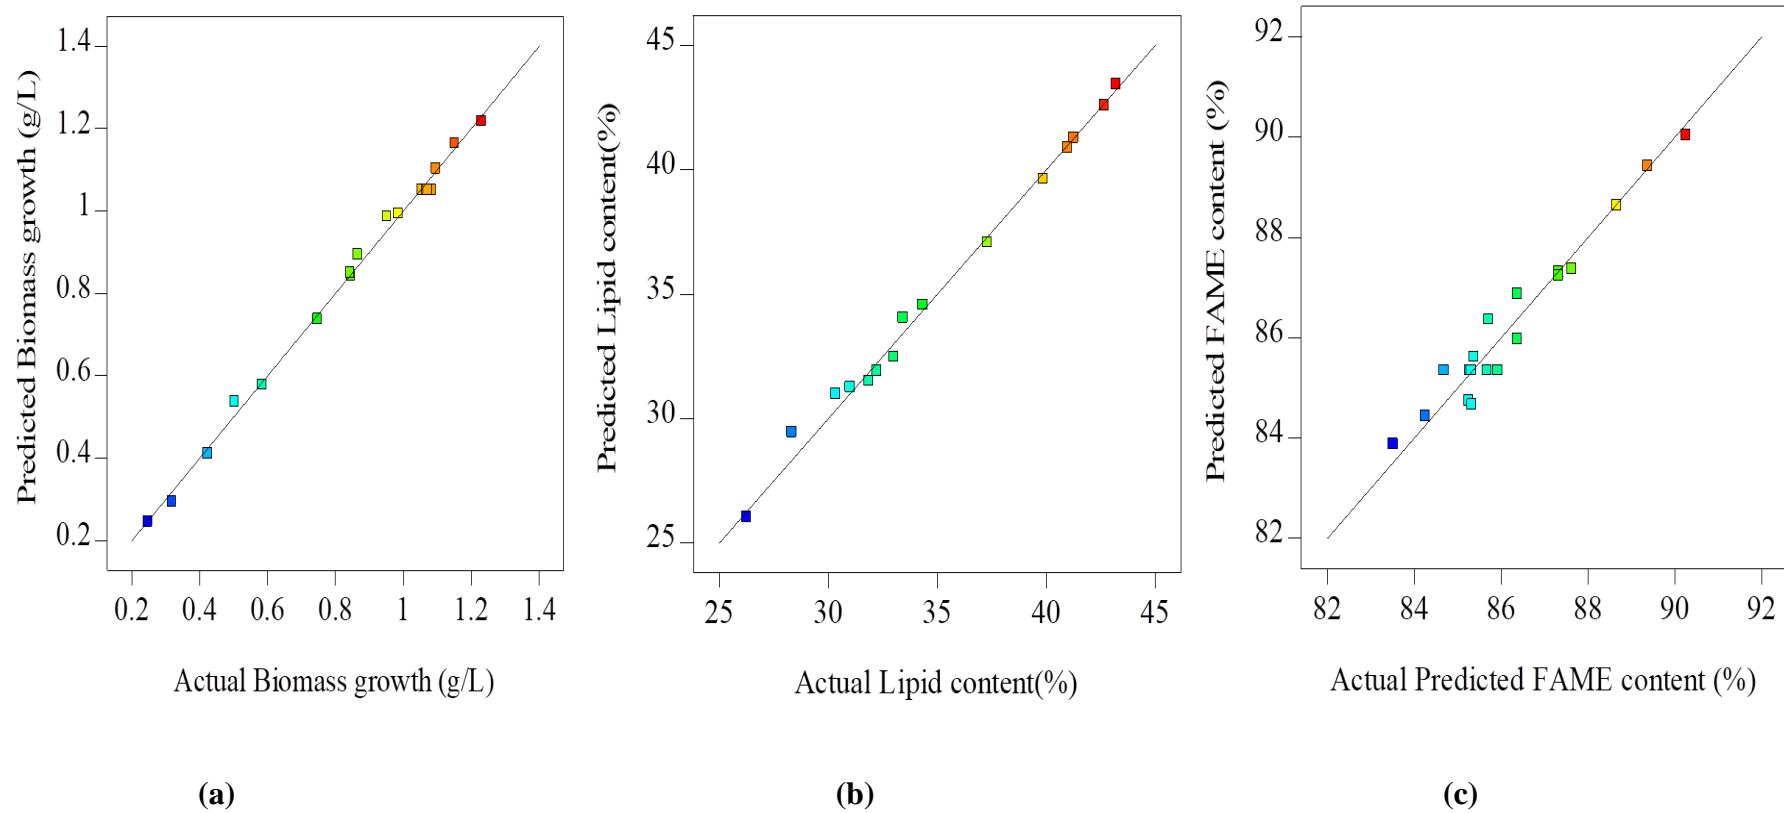 Predicted Biomass growth (g/L)
1.4
1.2
1
0.8
0.6
0.4
0.2
0.2 0.4 0.6 0.8 1 1.2 1.4
Actual Biomass growth (g/L)
(a)
Predicted Lipid content(%)
45
40
35
30
25
25 30 35 40 45
Actual Lipid content(%)
(b)
Predicted FAME content (%)
92
90
88
86
84
82
82 84 86 88 90 92
Actual Predicted FAME content (%)
(c)